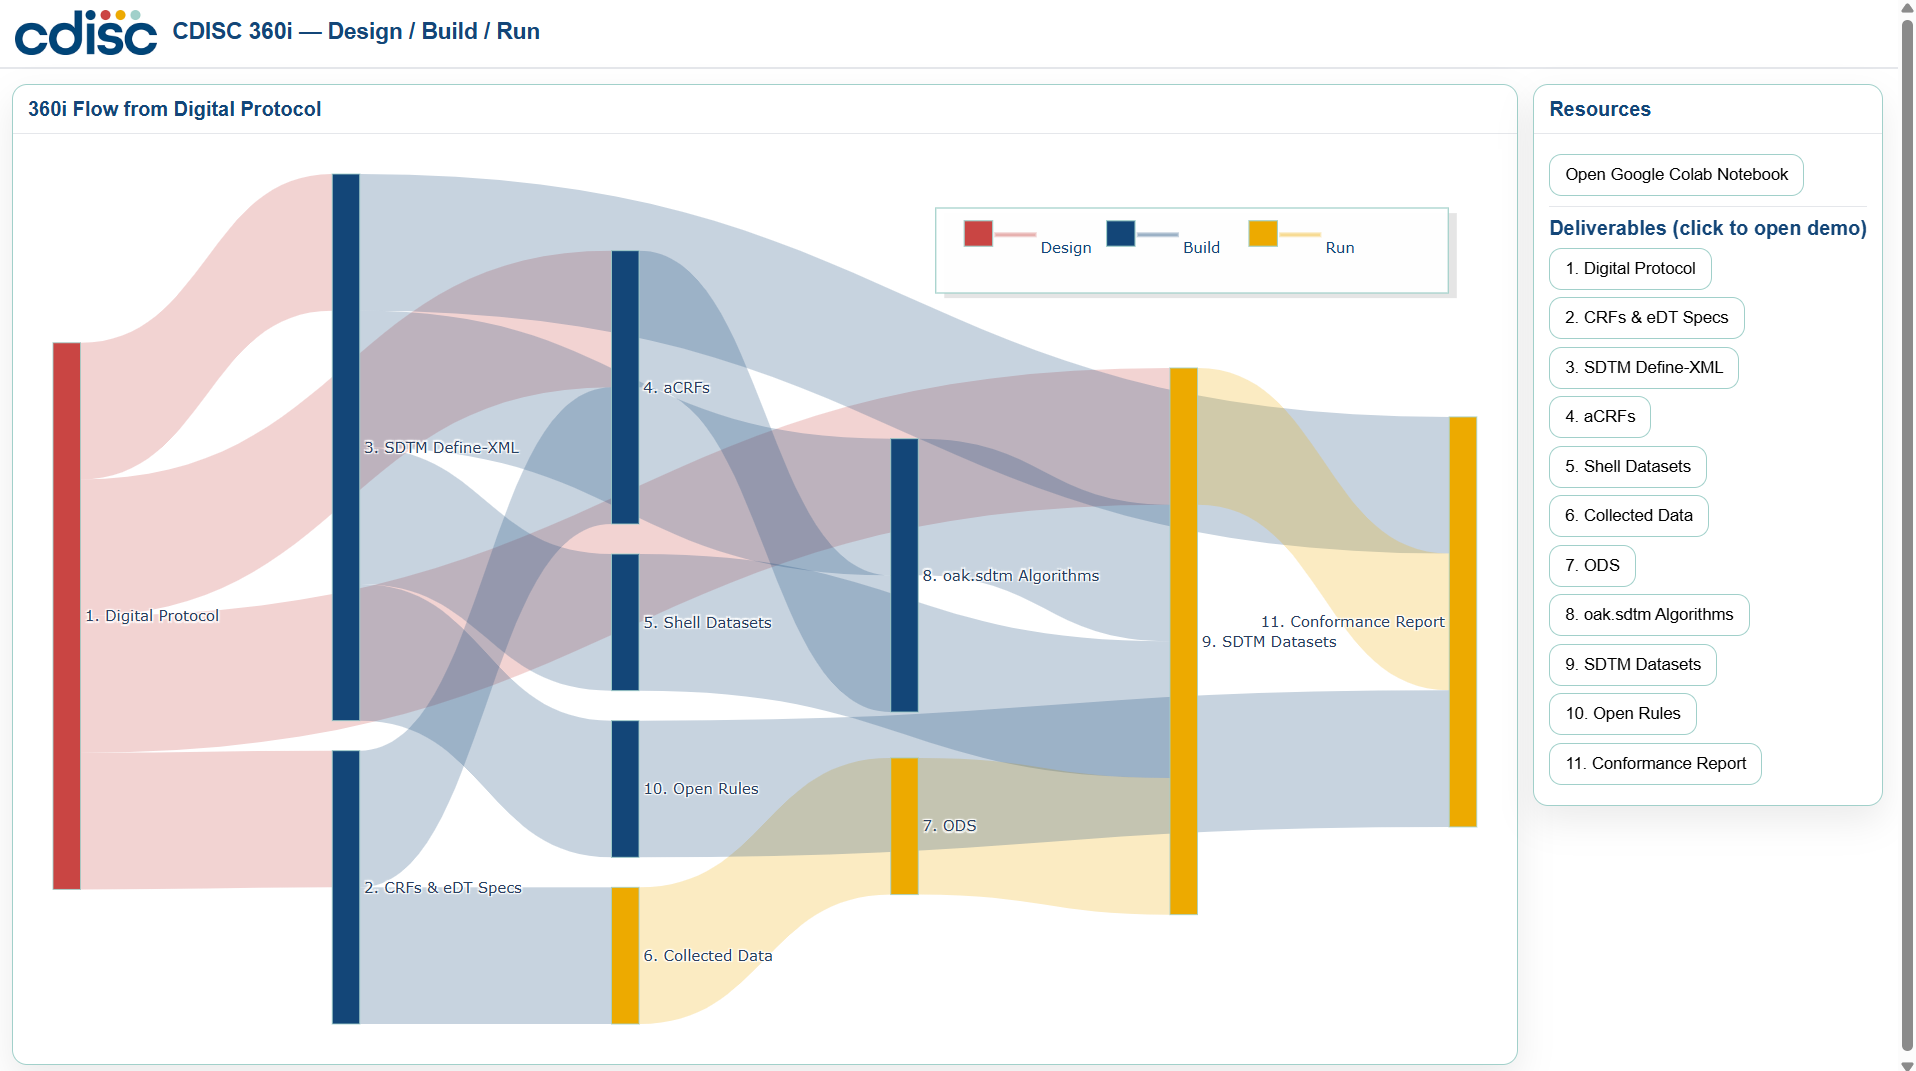 cdisc
CDISC 360i — Design / Build / Run
360i Flow from Digital Protocol
Design
Build
Run
4. aCRFs
3. SDTM Define-XML
8. oak.sdtm Algorithms
1. Digital Protocol
5. Shell Datasets
11. Conformance Report
9. SDTM Datasets
10. Open Rules
7. ODS
2. CRFs & eDT Specs
6. Collected Data
Resources
Open Google Colab Notebook
Deliverables (click to open demo)
1. Digital Protocol
2. CRFs & eDT Specs
3. SDTM Define-XML
4. aCRFs
5. Shell Datasets
6. Collected Data
7. ODS
8. oak.sdtm Algorithms
9. SDTM Datasets
10. Open Rules
11. Conformance Report